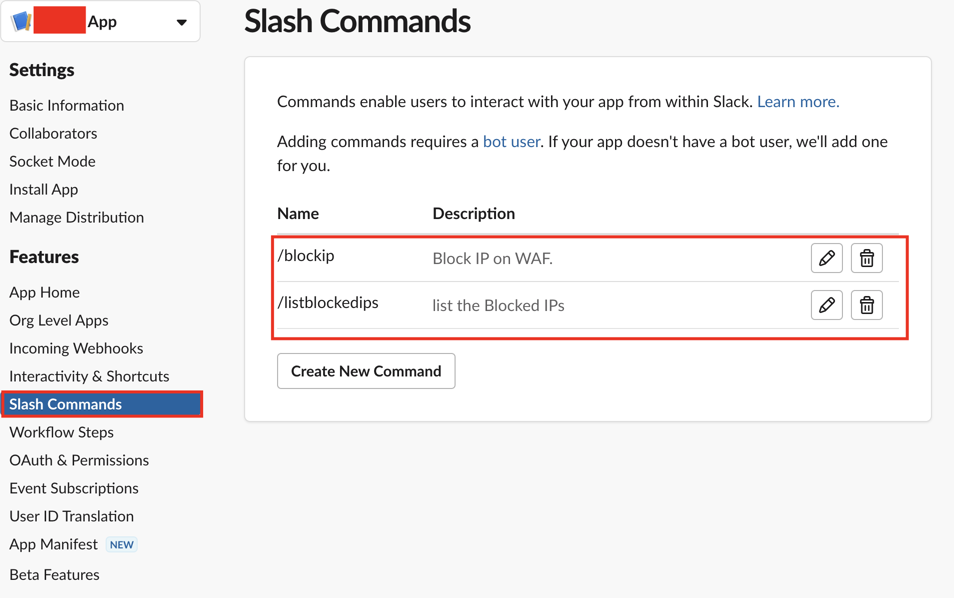 App
Slash Commands
Settings
Basic Information
Collaborators
Socket Mode
Install App
Manage Distribution
Features
App Home
Org Level Apps
Incoming Webhooks
Interactivity & Shortcuts
Slash Commands
Workflow Steps
OAuth & Permissions
Event Subscriptions
User ID Translation
App Manifest NEW
Beta Features
Commands enable users to interact with your app from within Slack. Learn more.
Adding commands requires a bot user. If your app doesn't have a bot user, we'll add one
for you.
Name Description
/blockip Block IP on WAF.
/listblockedips list the Blocked IPs
Create New Command